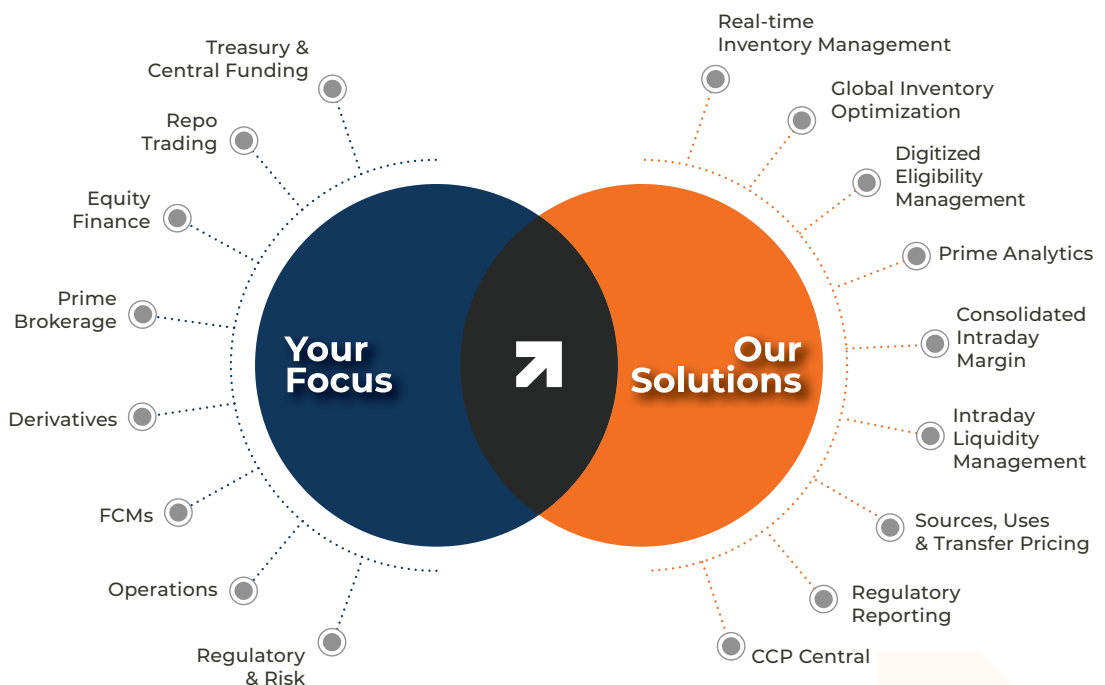 Treasury &
Central Funding
Repo
Trading
Equity
Finance
Prime
Brokerage
Derivatives
FCMs
Operations
Regulatory
& Risk
Your
Focus
Our
Solutions
Real-time
Inventory Management
Global Inventory
Optimization
Digitized
Eligibility
Management
Prime Analytics
Consolidated
Intraday
Margin
Intraday
Liquidity
Management
Sources, Uses
& Transfer Pricing
Regulatory
Reporting
CCP Central